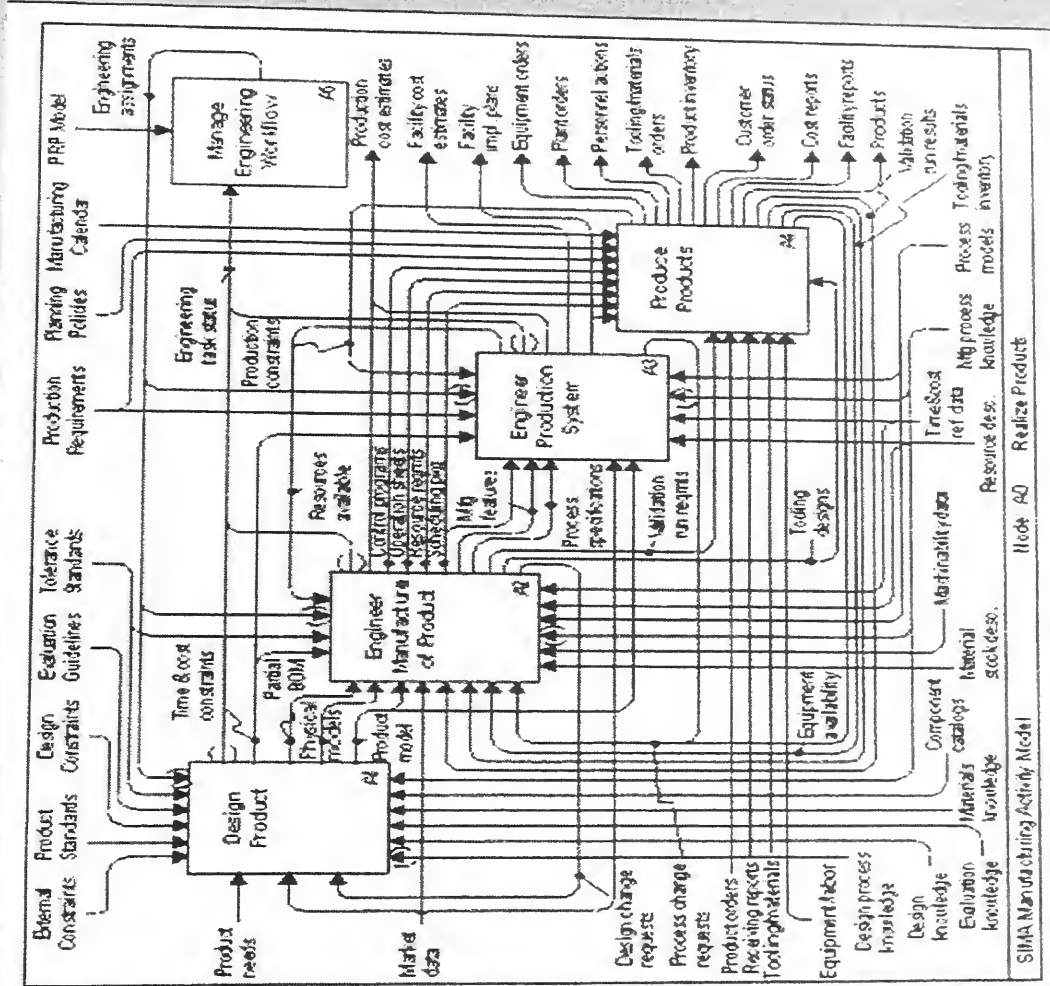 External
Constraints
Product
Standards
Design
Constraints
Evaluation
Guidelines
Tolerance
Standards
Production
Requirements
Planning
Policies
Manufacturing
Calendar
PRP Model
Engineering
assignments
Manage
Engineering
Workflow
A5
Engineering
task status
Production
constraints
Production
cost estimates
Facility cost
estimates
Facility
impl. plans
Equipment orders
Plant orders
Personnel actions
Tooling/materials
orders
Product inventory
Customer
order status
Cost reports
Facility reports
Products
Validation
run results
Tooling/materials
inventory
Product
needs
Design
Product
Time & cost
constraints
Partial
BOM
Physical
models
Product
model
Resources
available
Engineer
Manufacture
of Product
A2
Control programs
Operation sheets
Resource reqmts
Scheduling pkg
Mfg
features
Process
specifications
Validation
run reqmts
Tooling
designs
Engineer
Production
System
A3
Produce
Products
A4
Market
data
Design change
requests
Process change
requests
Product orders
Receiving reports
Tooling/materials
Equipment/labor
Equipment
availability
Design process
knowledge
Design
knowledge
Evaluation
knowledge
Materials
knowledge
Component
catalogs
Material
stock desc.
Machinability data
Resource desc.
Time&cost
ref data
Mfg process
knowledge
Process
models
SIMA Manufacturing Activity Model
Node: A0
Realize Products